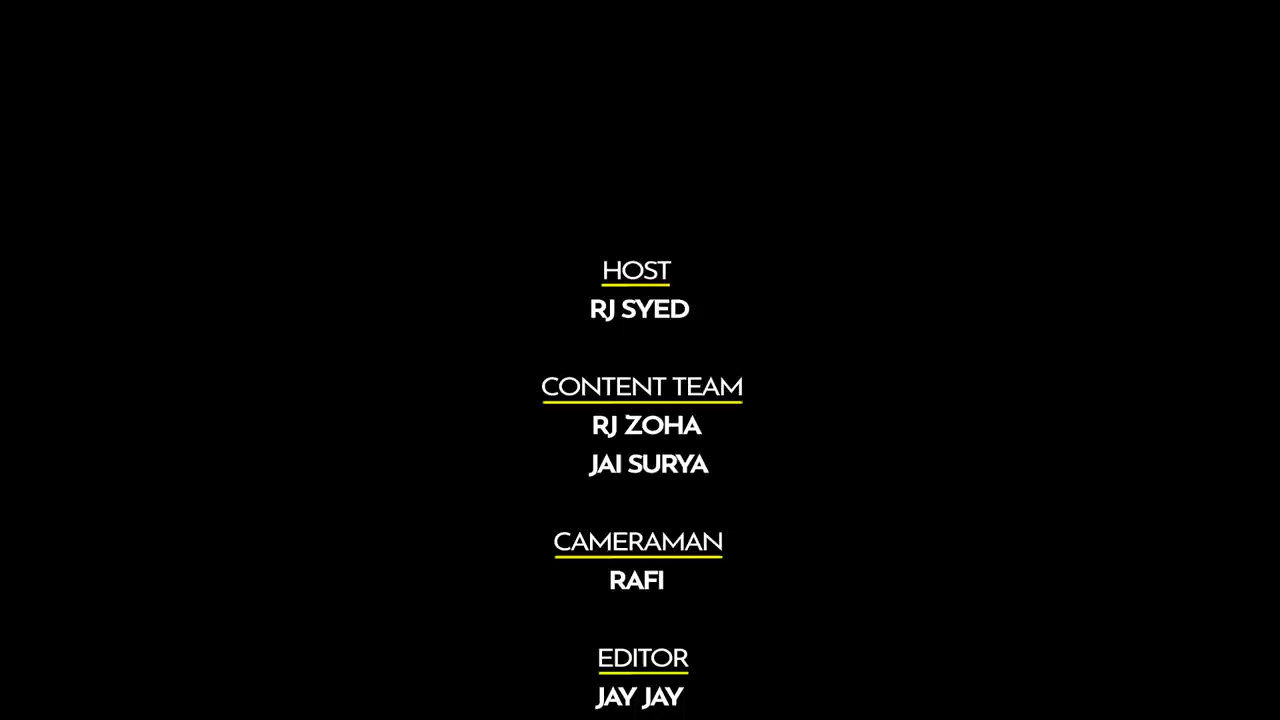 HOST
RJ SYED
CONTENT TEAM
RJ ZOHA
JAI SURYA
CAMERAMAN
RAFI
EDITOR
JAY JAY